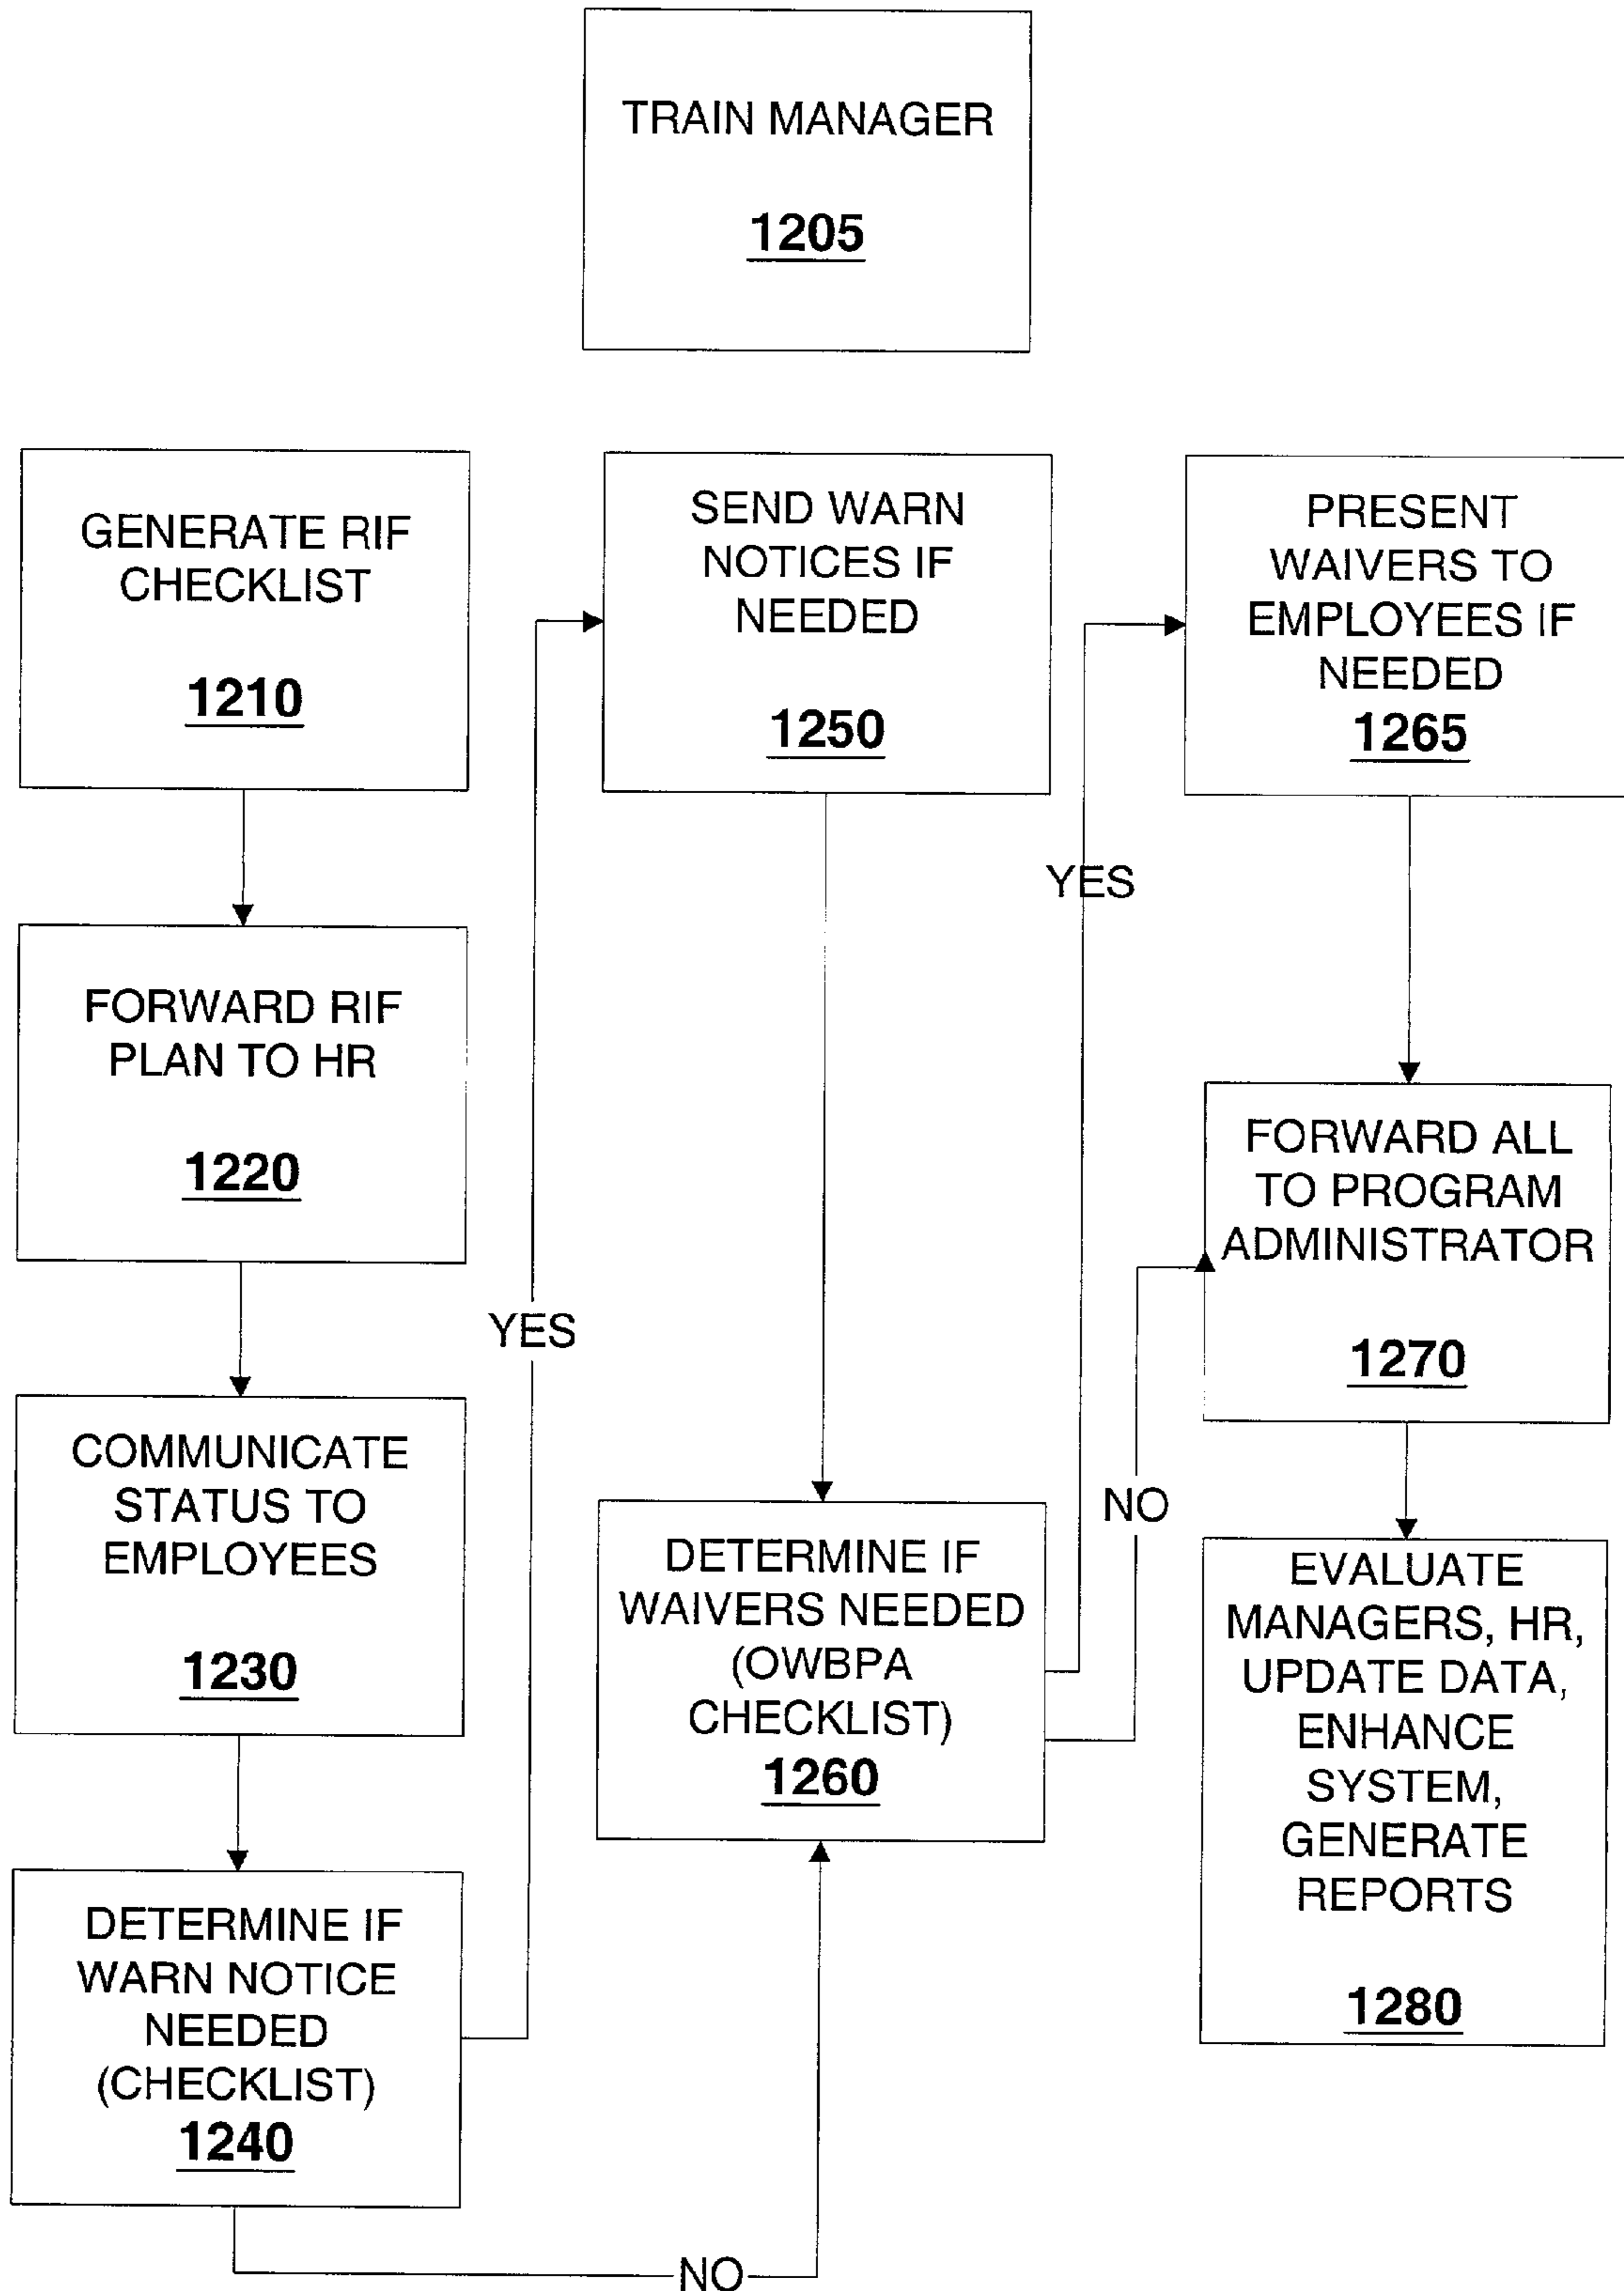 TRAIN MANAGER
1205
GENERATE RIF
CHECKLIST
1210
FORWARD RIF
PLAN TO HR
1220
COMMUNICATE
STATUS TO
EMPLOYEES
1230
DETERMINE IF
WARN NOTICE
NEEDED
(CHECKLIST)
1240
YES
NO
SEND WARN
NOTICES IF
NEEDED
1250
DETERMINE IF
WAIVERS NEEDED
(OWBPA
CHECKLIST)
1260
YES
NO
PRESENT
WAIVERS TO
EMPLOYEES IF
NEEDED
1265
FORWARD ALL
TO PROGRAM
ADMINISTRATOR
1270
EVALUATE
MANAGERS, HR,
UPDATE DATA,
ENHANCE
SYSTEM,
GENERATE
REPORTS
1280